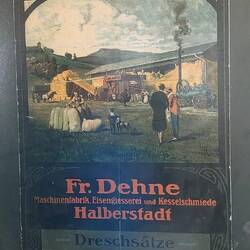 Fr. Dehne
Maschinenfabrik, Eisengiesserei und Kesselschmiede
Halberstadt
Dreschsätze